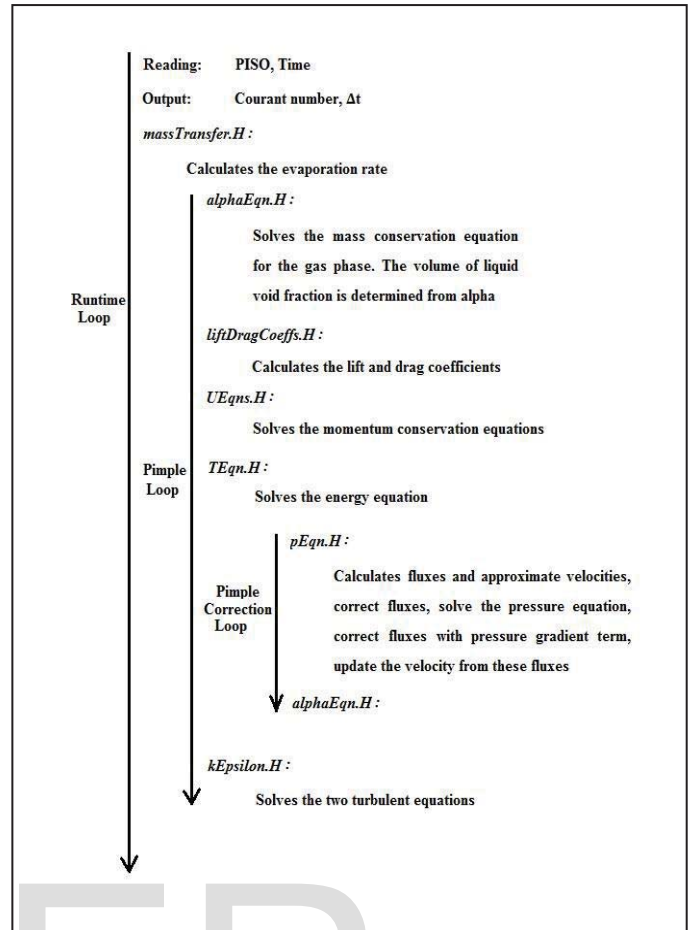 Reading: PISO, Time
Output: Courant number, Δt
massTransfer.H :
Calculates the evaporation rate
alphaEqn.H :
Solves the mass conservation equation
for the gas phase. The volume of liquid
void fraction is determined from alpha
Runtime
Loop
liftDragCoeffs.H :
Calculates the lift and drag coefficients
UEqns.H :
Solves the momentum conservation equations
Pimple
Loop
TEqn.H :
Solves the energy equation
pEqn.H :
Calculates fluxes and approximate velocities,
correct fluxes, solve the pressure equation,
correct fluxes with pressure gradient term,
update the velocity from these fluxes
Pimple
Correction
Loop
alphaEqn.H :
kEpsilon.H :
Solves the two turbulent equations